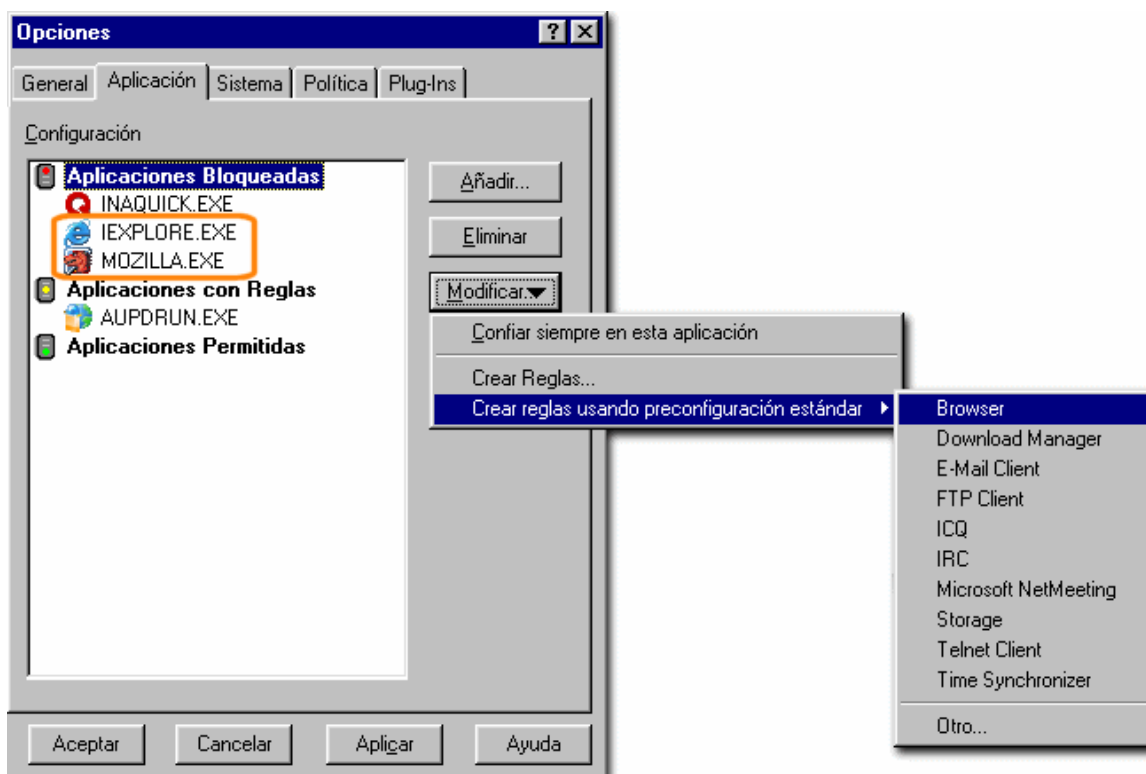 Opciones
General Aplicación Sistema Política Plug-Ins
Configuración
Aplicaciones Bloqueadas
INAQUICK.EXE
IEXPLORE.EXE
MOZILLA.EXE
Aplicaciones con Reglas
AUPDRUN.EXE
Aplicaciones Permitidas
Añadir...
Eliminar
Modificar...
Confiar siempre en esta aplicación
Crear Reglas...
Crear reglas usando preconfiguración estándar
Browser
Download Manager
E-Mail Client
FTP Client
ICQ
IRC
Microsoft NetMeeting
Storage
Telnet Client
Time Synchronizer
Otro...
Aceptar Cancelar Aplicar Ayuda